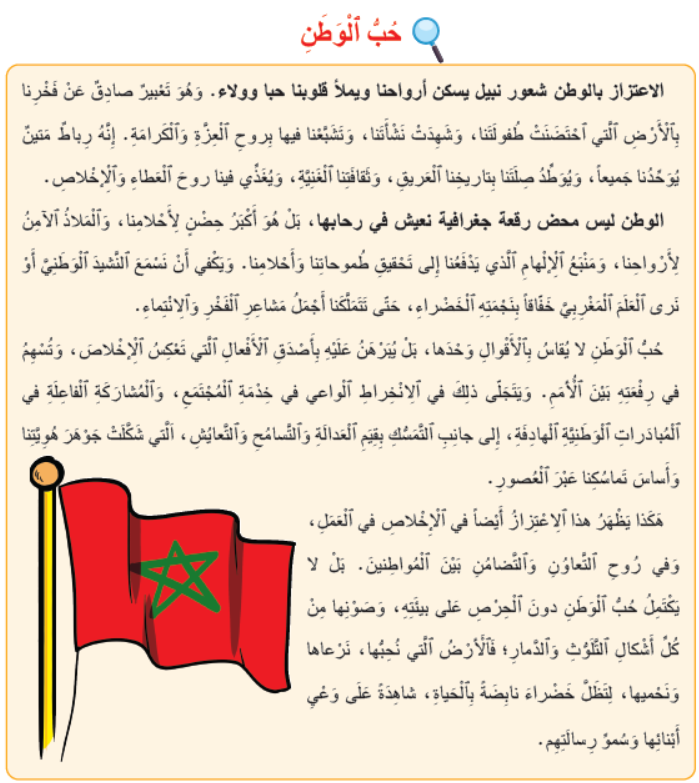 حُبُّ ٱلْوَطَنِ
الاعتزاز بالوطن شعور نبيل يسكن أرواحنا ويملأ قلوبنا حبا وولاء. وَهُوَ تَعْبيرٌ صادِقٌ عَنْ فَخْرِنا
بِٱلْأَرْضِ ٱلَّتي ٱحْتَضَنَتْ طُفولَتَنا، وَشَهِدَتْ نَشْأَتَنا، وَتَشَبَّعْنا فيها بِروحِ ٱلْعِزَّةِ وَٱلْكَرامَةِ. إِنَّهُ رِباطٌ مَتينٌ
يُوَحِّدُنا جَميعاً، وَيُوَطِّدُ صِلَتَنا بِتاريخِنا ٱلْعَريقِ، وَثَقافَتِنا ٱلْغَنِيَّةِ، وَيُغَذِّي فينا روحَ ٱلْعَطاءِ وَٱلْإِخْلاصِ.
الوطن ليس محض رقعة جغرافية نعيش في رحابها، بَلْ هُوَ أَكْبَرُ حِضْنٍ لِأَحْلامِنا، وَٱلْمَلاذُ ٱلْآمِنُ
لِأَرْواحِنا، وَمَنْبَعُ ٱلْإِلْهامِ ٱلَّذي يَدْفَعُنا إِلى تَحْقيقِ طُموحاتِنا وَأَحْلامِنا. وَيَكْفي أَنْ نَسْمَعَ ٱلنَّشيدَ ٱلْوَطَنِيَّ أَوْ
نَرى ٱلْعَلَمَ ٱلْمَغْرِبِيَّ خَفّاقاً بِنَجْمَتِهِ ٱلْخَضْراءِ، حَتّى تَتَمَلَّكَنا أَجْمَلُ مَشاعِرِ ٱلْفَخْرِ وَٱلِانْتِماءِ.
حُبُّ ٱلْوَطَنِ لا يُقاسُ بِٱلْأَقْوالِ وَحْدَها، بَلْ يُبَرْهَنُ عَلَيْهِ بِأَصْدَقِ ٱلْأَفْعالِ ٱلَّتي تَعْكِسُ ٱلْإِخْلاصَ، وَتُسْهِمُ
في رِفْعَتِهِ بَيْنَ ٱلْأُمَمِ. وَيَتَجَلّى ذلِكَ في ٱلِانْخِراطِ ٱلْواعي في خِدْمَةِ ٱلْمُجْتَمَعِ، وَٱلْمُشارَكَةِ ٱلْفاعِلَةِ في
ٱلْمُبادَراتِ ٱلْوَطَنِيَّةِ ٱلْهادِفَةِ، إِلى جانِبِ ٱلتَّمَسُّكِ بِقِيَمِ ٱلْعَدالَةِ وَٱلتَّسامُحِ وَٱلتَّعايُشِ، ٱلَّتي شَكَّلَتْ جَوْهَرَ هُوِيَّتِنا
وَأَساسَ تَماسُكِنا عَبْرَ ٱلْعُصورِ.
هَكَذا يَظْهَرُ هذا ٱلِاعْتِزازُ أَيْضاً في ٱلْإِخْلاصِ في ٱلْعَمَلِ،
وَفي رُوحِ ٱلتَّعاوُنِ وَٱلتَّضامُنِ بَيْنَ ٱلْمُواطِنينَ. بَلْ لا
يَكْتَمِلُ حُبُّ ٱلْوَطَنِ دونَ ٱلْحِرْصِ عَلى بيئَتِهِ، وَصَوْنِها مِنْ
كُلِّ أَشْكالِ ٱلتَّلَوُّثِ وَٱلدَّمارِ؛ فَٱلْأَرْضُ ٱلَّتي نُحِبُّها، نَرْعاها
وَنَحْميها، لِتَظَلَّ خَضْراءَ نابِضَةً بِٱلْحَياةِ، شاهِدَةً عَلَى وَعْيِ
أَبْنائِها وَسُموِّ رِسالَتِهِم.